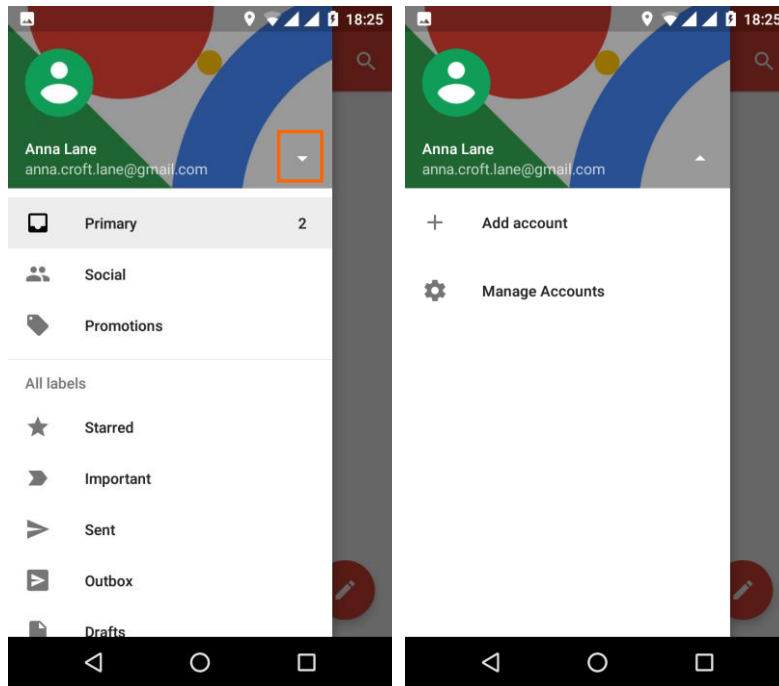 18:25
Anna Lane
anna.croft.lane@gmail.com
Primary 2
Social
Promotions
All labels
Starred
Important
Sent
Outbox
Drafts
18:25
Anna Lane
anna.croft.lane@gmail.com
Add account
Manage Accounts